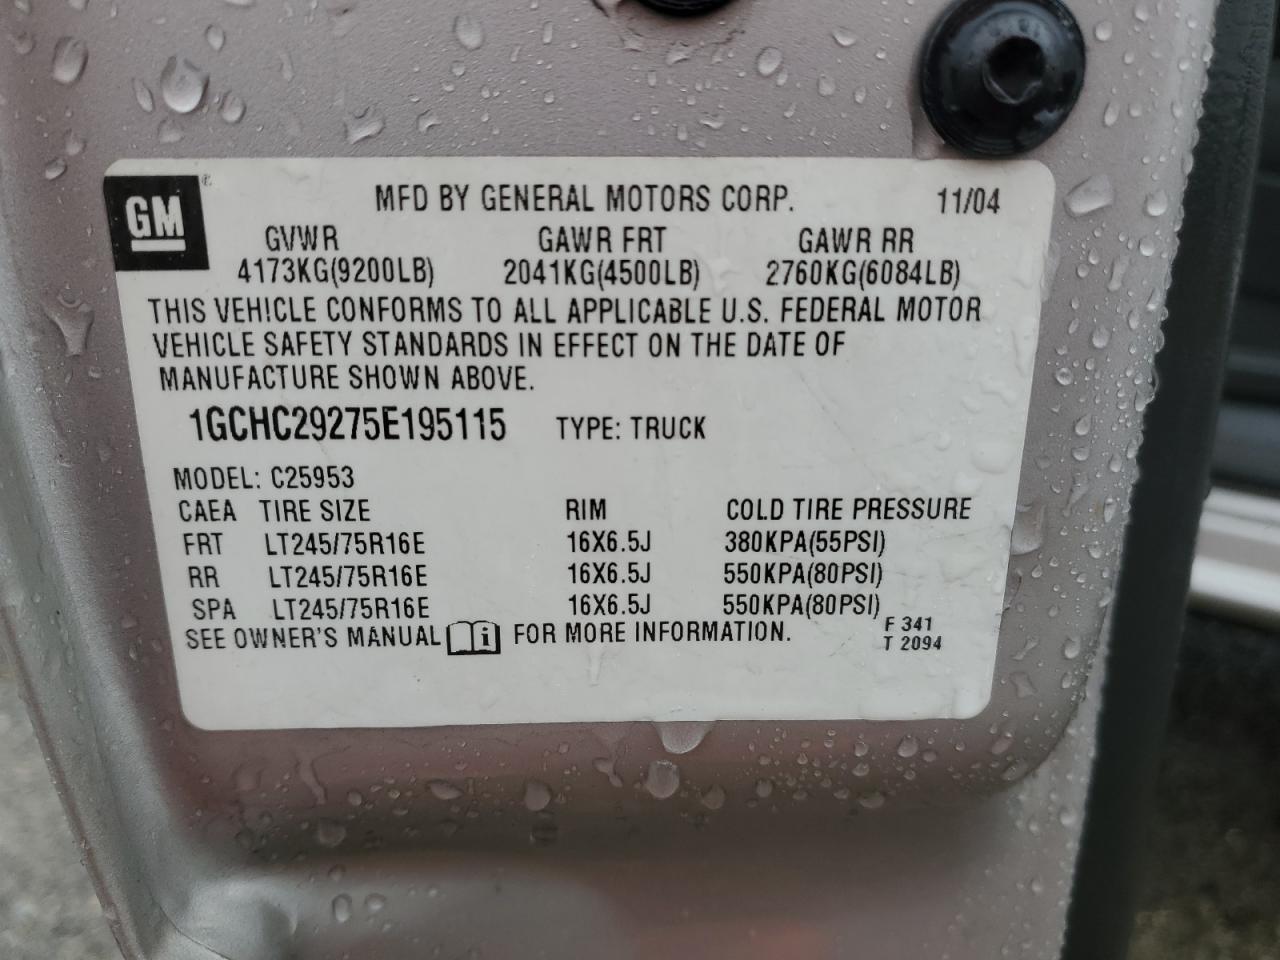 GM
MFD BY GENERAL MOTORS CORP. 11/04
GVWR GAWR FRT GAWR RR
4173KG(9200LB) 2041KG(4500LB) 2760KG(6084LB)
THIS VEHICLE CONFORMS TO ALL APPLICABLE U.S. FEDERAL MOTOR
VEHICLE SAFETY STANDARDS IN EFFECT ON THE DATE OF
MANUFACTURE SHOWN ABOVE.
1GCHC29275E195115 TYPE: TRUCK
MODEL: C25953
CAEA TIRE SIZE RIM COLD TIRE PRESSURE
FRT LT245/75R16E 16X6.5J 380KPA(55PSI)
RR LT245/75R16E 16X6.5J 550KPA(80PSI)
SPA LT245/75R16E 16X6.5J 550KPA(80PSI)
SEE OWNER'S MANUAL i FOR MORE INFORMATION.
F 341
T 2094